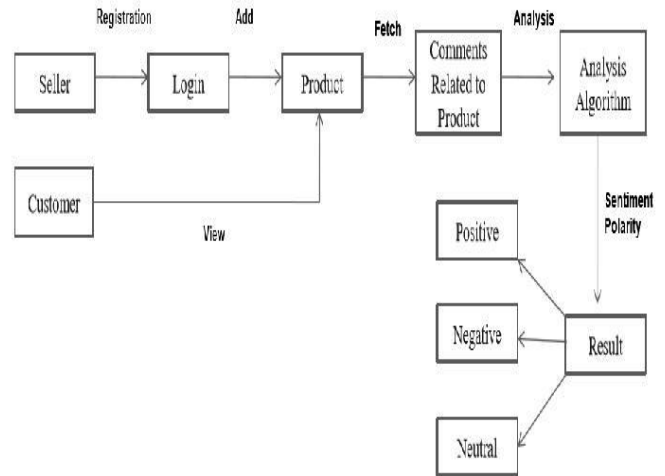 Registration
Add
Fetch
Analysis
Seller
Login
Product
Comments
Related to
Product
Analysis
Algorithm
Customer
View
Sentiment
Polarity
Positive
Negative
Result
Neutral